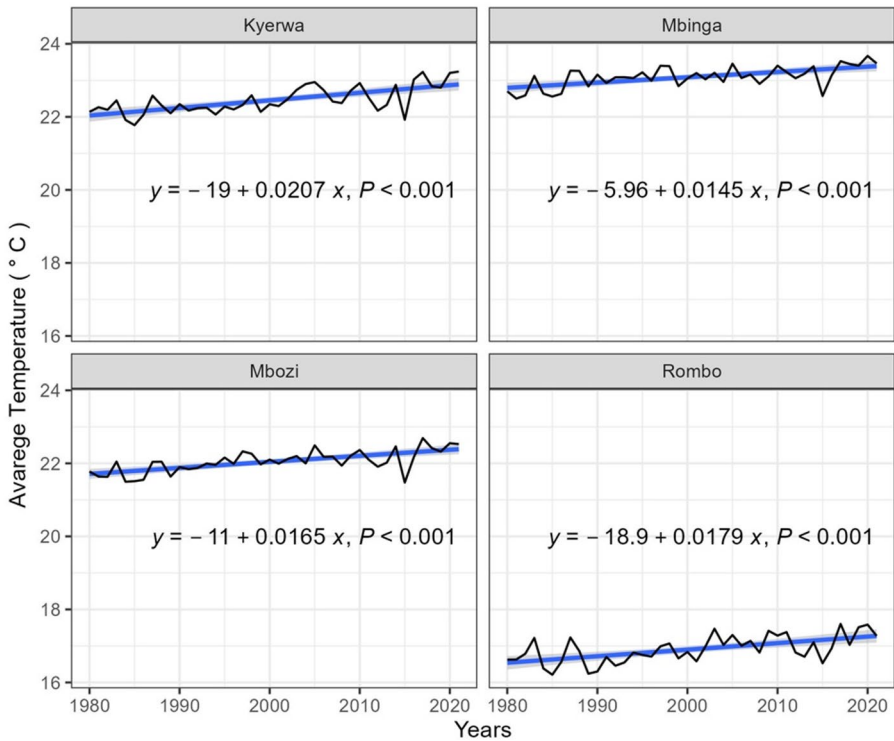 Kyerwa Mbinga
24
22
20
18
16
y = − 19 + 0.0207 x, P < 0.001 y = − 5.96 + 0.0145 x, P < 0.001
Mbozi Rombo
24
22
20
18
16
y = − 11 + 0.0165 x, P < 0.001 y = − 18.9 + 0.0179 x, P < 0.001
1980 1990 2000 2010 2020 1980 1990 2000 2010 2020
Years
Avarege Temperature ( ° C )